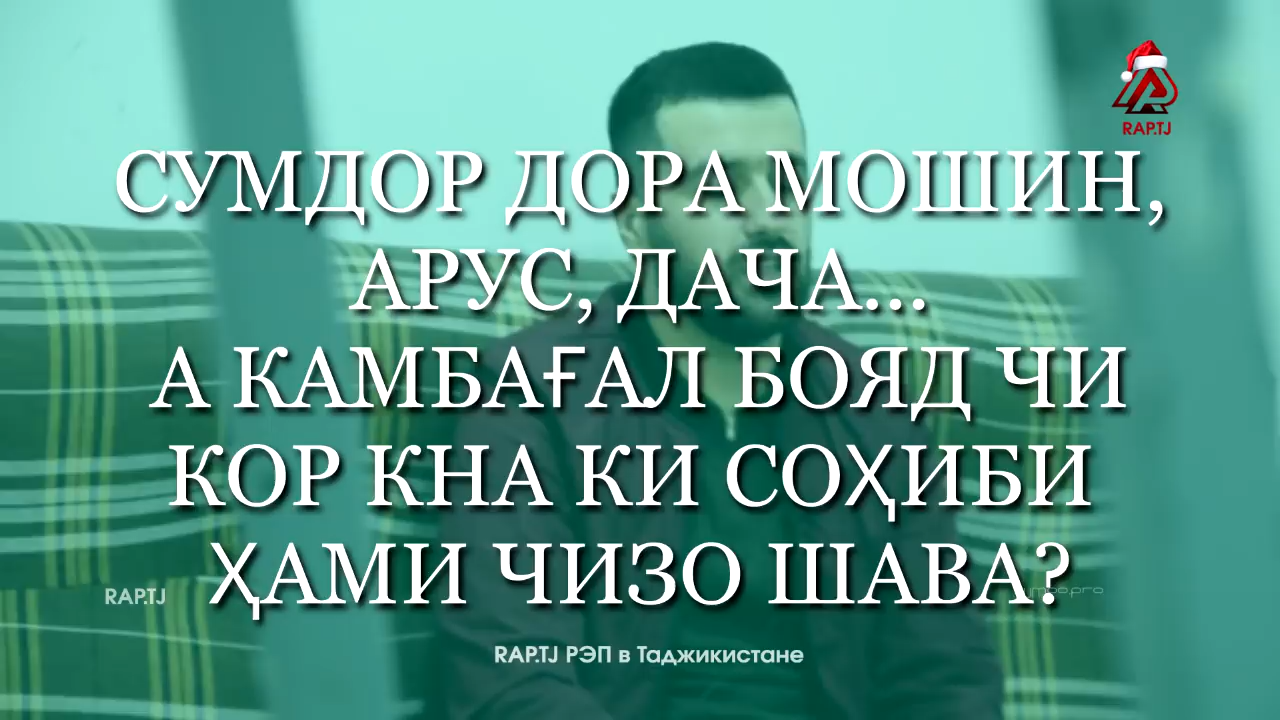 RAP.TJ
СУМДОР ДОРА МОШИН,
АРУС, ДАЧА...
А КАМБАҒАЛ БОЯД ЧИ
КОР КНА КИ СОҲИБИ
ҲАМИ ЧИЗО ШАВА?
RAP.TJ
RAP.TJ РЭП в Таджикистане